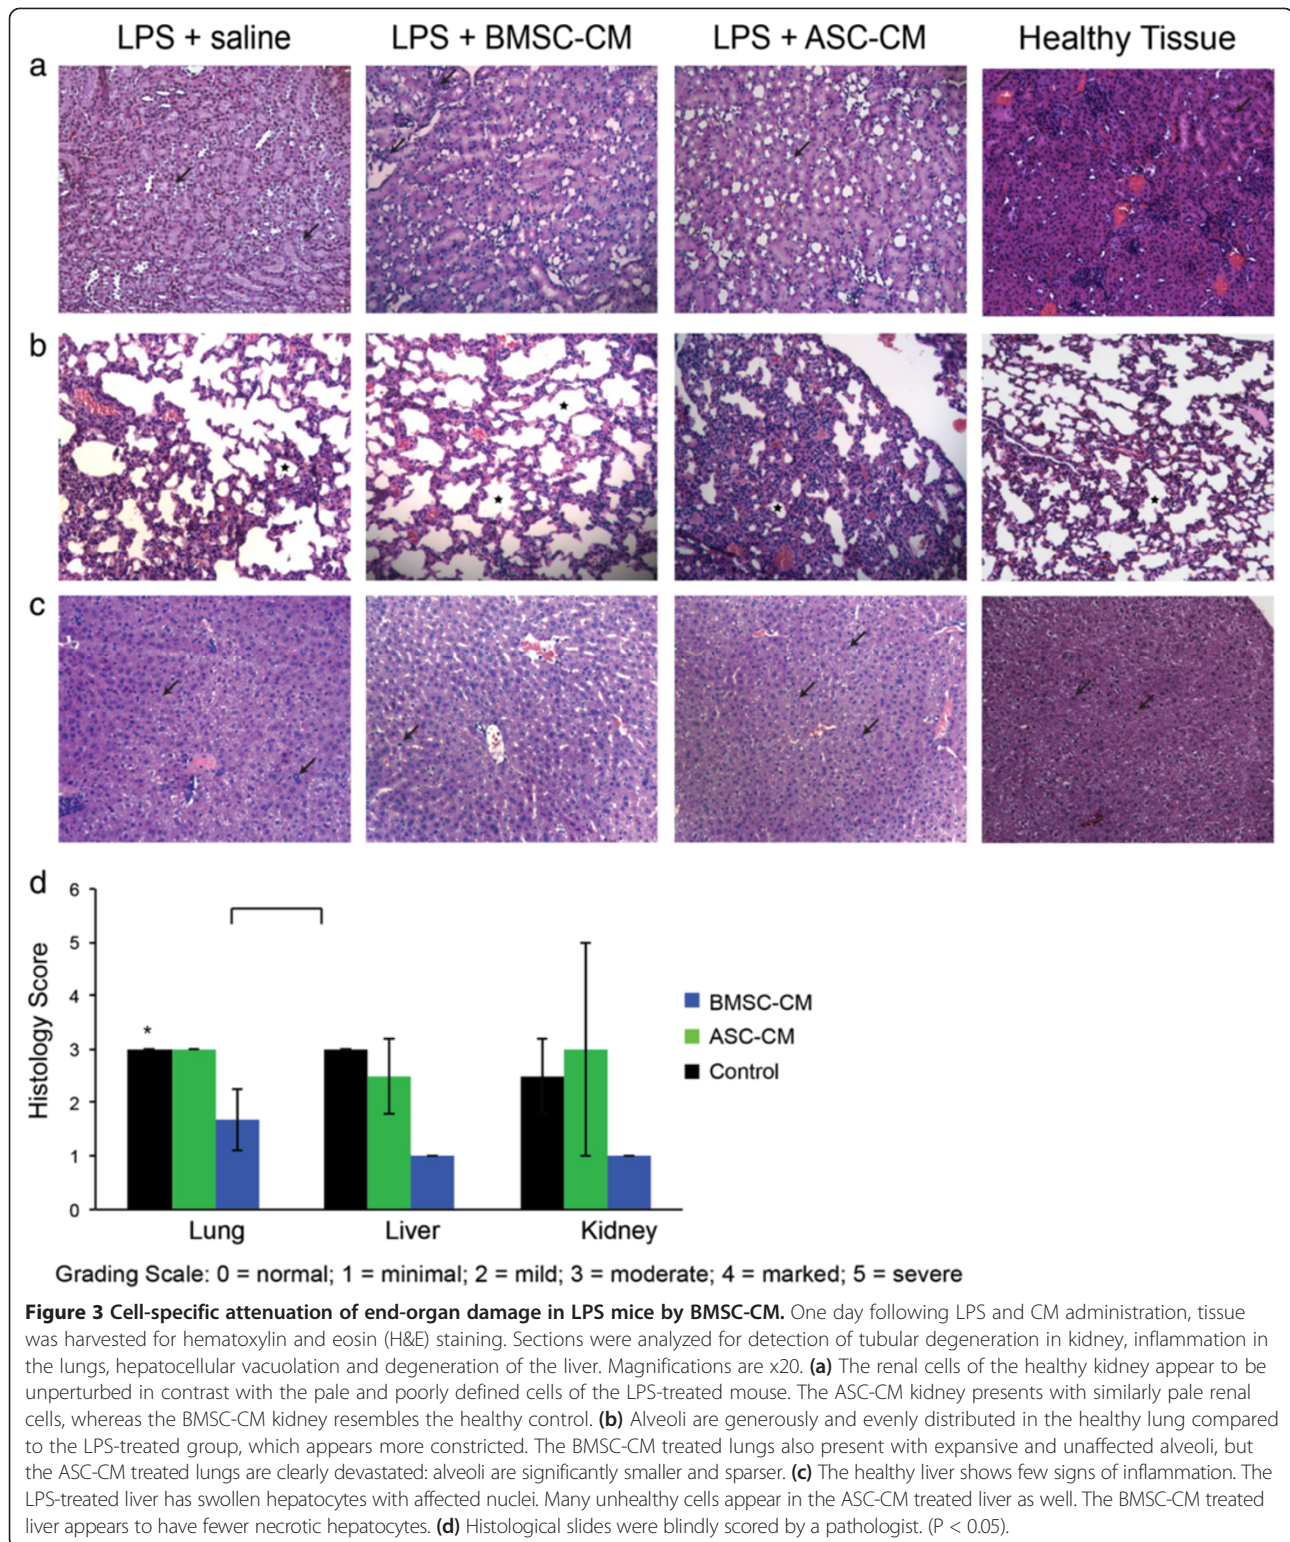 LPS + saline LPS + BMSC-CM LPS + ASC-CM Healthy Tissue
a
b
c
d
6
5
4
3
2
1
0
Histology Score
*
BMSC-CM
ASC-CM
Control
Lung Liver Kidney
Grading Scale: 0 = normal; 1 = minimal; 2 = mild; 3 = moderate; 4 = marked; 5 = severe
Figure 3 Cell-specific attenuation of end-organ damage in LPS mice by BMSC-CM. One day following LPS and CM administration, tissue
was harvested for hematoxylin and eosin (H&E) staining. Sections were analyzed for detection of tubular degeneration in kidney, inflammation in
the lungs, hepatocellular vacuolation and degeneration of the liver. Magnifications are x20. (a) The renal cells of the healthy kidney appear to be
unperturbed in contrast with the pale and poorly defined cells of the LPS-treated mouse. The ASC-CM kidney presents with similarly pale renal
cells, whereas the BMSC-CM kidney resembles the healthy control. (b) Alveoli are generously and evenly distributed in the healthy lung compared
to the LPS-treated group, which appears more constricted. The BMSC-CM treated lungs also present with expansive and unaffected alveoli, but
the ASC-CM treated lungs are clearly devastated: alveoli are significantly smaller and sparser. (c) The healthy liver shows few signs of inflammation. The
LPS-treated liver has swollen hepatocytes with affected nuclei. Many unhealthy cells appear in the ASC-CM treated liver as well. The BMSC-CM treated
liver appears to have fewer necrotic hepatocytes. (d) Histological slides were blindly scored by a pathologist. (P < 0.05).